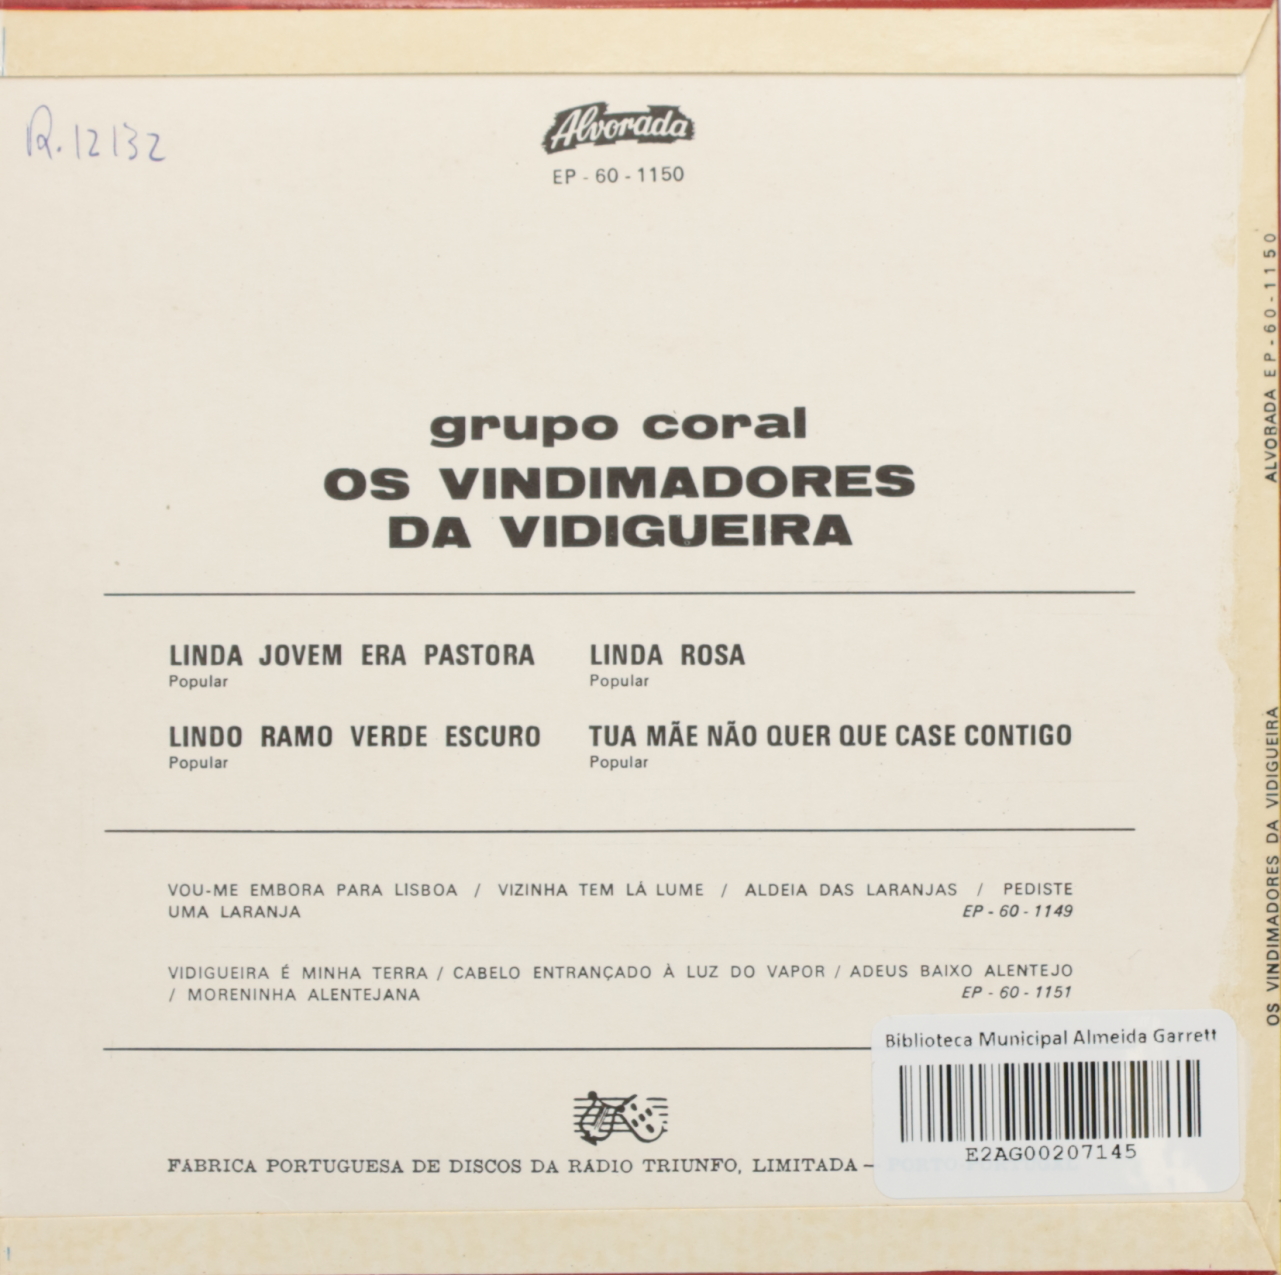 R.12132
Alvorada
EP - 60 - 1150
grupo coral
OS VINDIMADORES
DA VIDIGUEIRA
LINDA JOVEM ERA PASTORA
Popular
LINDA ROSA
Popular
LINDO RAMO VERDE ESCURO
Popular
TUA MÃE NÃO QUER QUE CASE CONTIGO
Popular
VOU-ME EMBORA PARA LISBOA / VIZINHA TEM LÁ LUME / ALDEIA DAS LARANJAS / PEDISTE
UMA LARANJA EP - 60 - 1149
VIDIGUEIRA É MINHA TERRA / CABELO ENTRANÇADO À LUZ DO VAPOR / ADEUS BAIXO ALENTEJO
/ MORENINHA ALENTEJANA EP - 60 - 1151
FÁBRICA PORTUGUESA DE DISCOS DA RÁDIO TRIUNFO, LIMITADA –
Biblioteca Municipal Almeida Garrett
E2AG00207145
OS VINDIMADORES DA VIDIGUEIRA
ALVORADA EP-60-1150